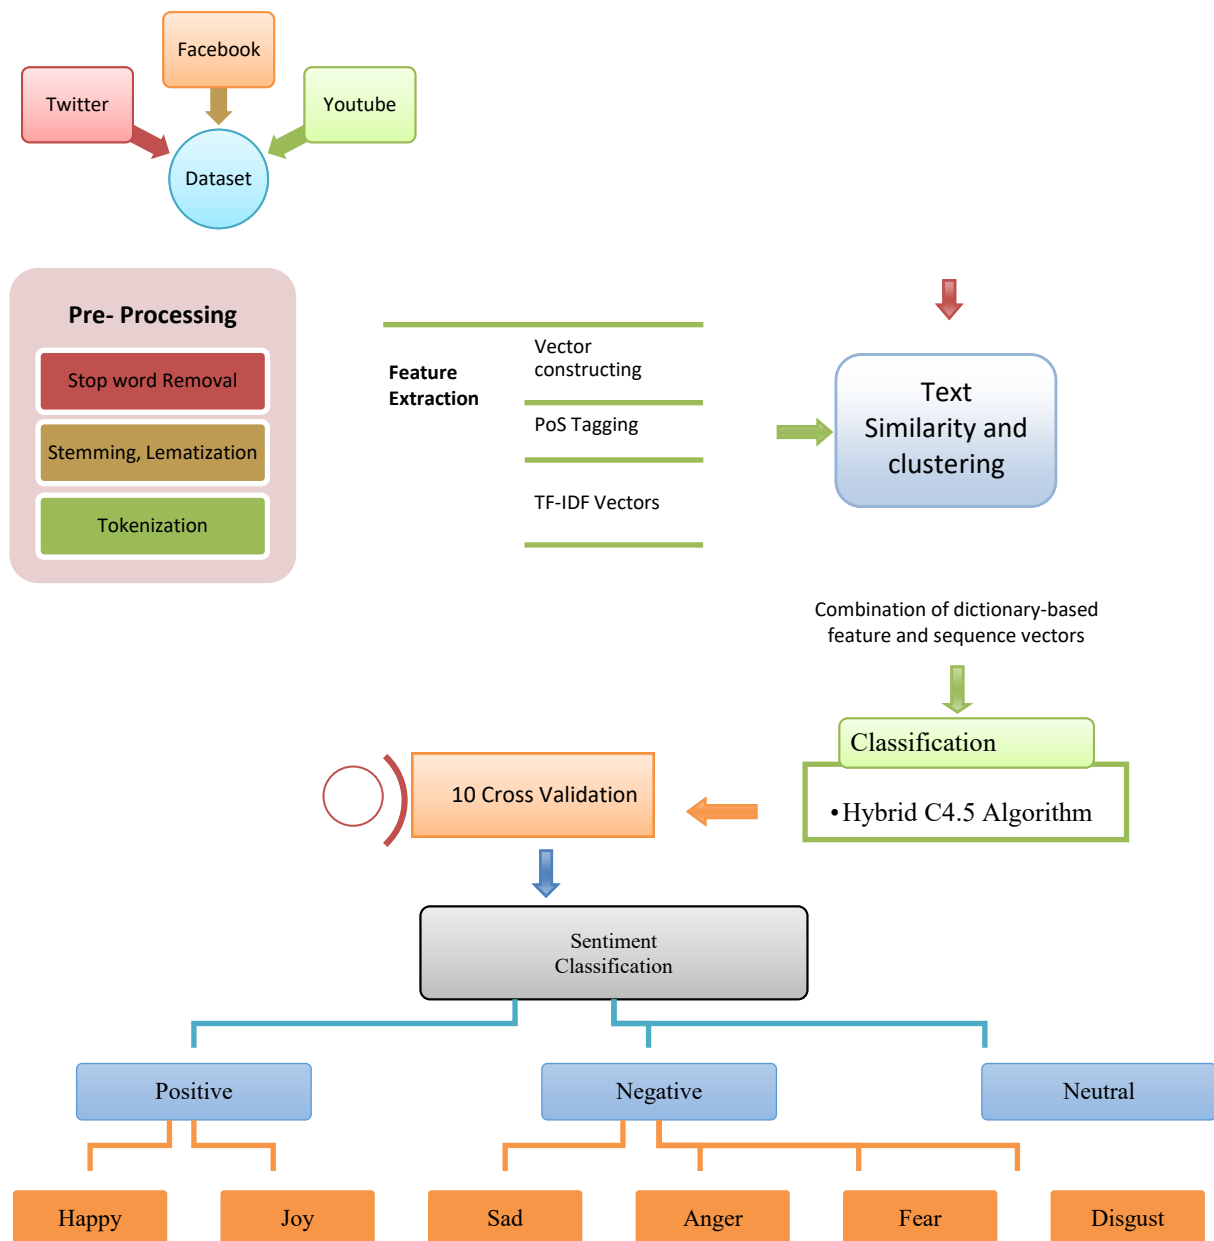 Facebook
Twitter
Youtube
Dataset
Pre- Processing
Stop word Removal
Stemming, Lematization
Tokenization
Feature
Extraction
Vector
constructing
PoS Tagging
TF-IDF Vectors
Text
Similarity and
clustering
Combination of dictionary-based
feature and sequence vectors
Classification
•Hybrid C4.5 Algorithm
10 Cross Validation
Sentiment
Classification
Positive
Negative
Neutral
Happy
Joy
Sad
Anger
Fear
Disgust